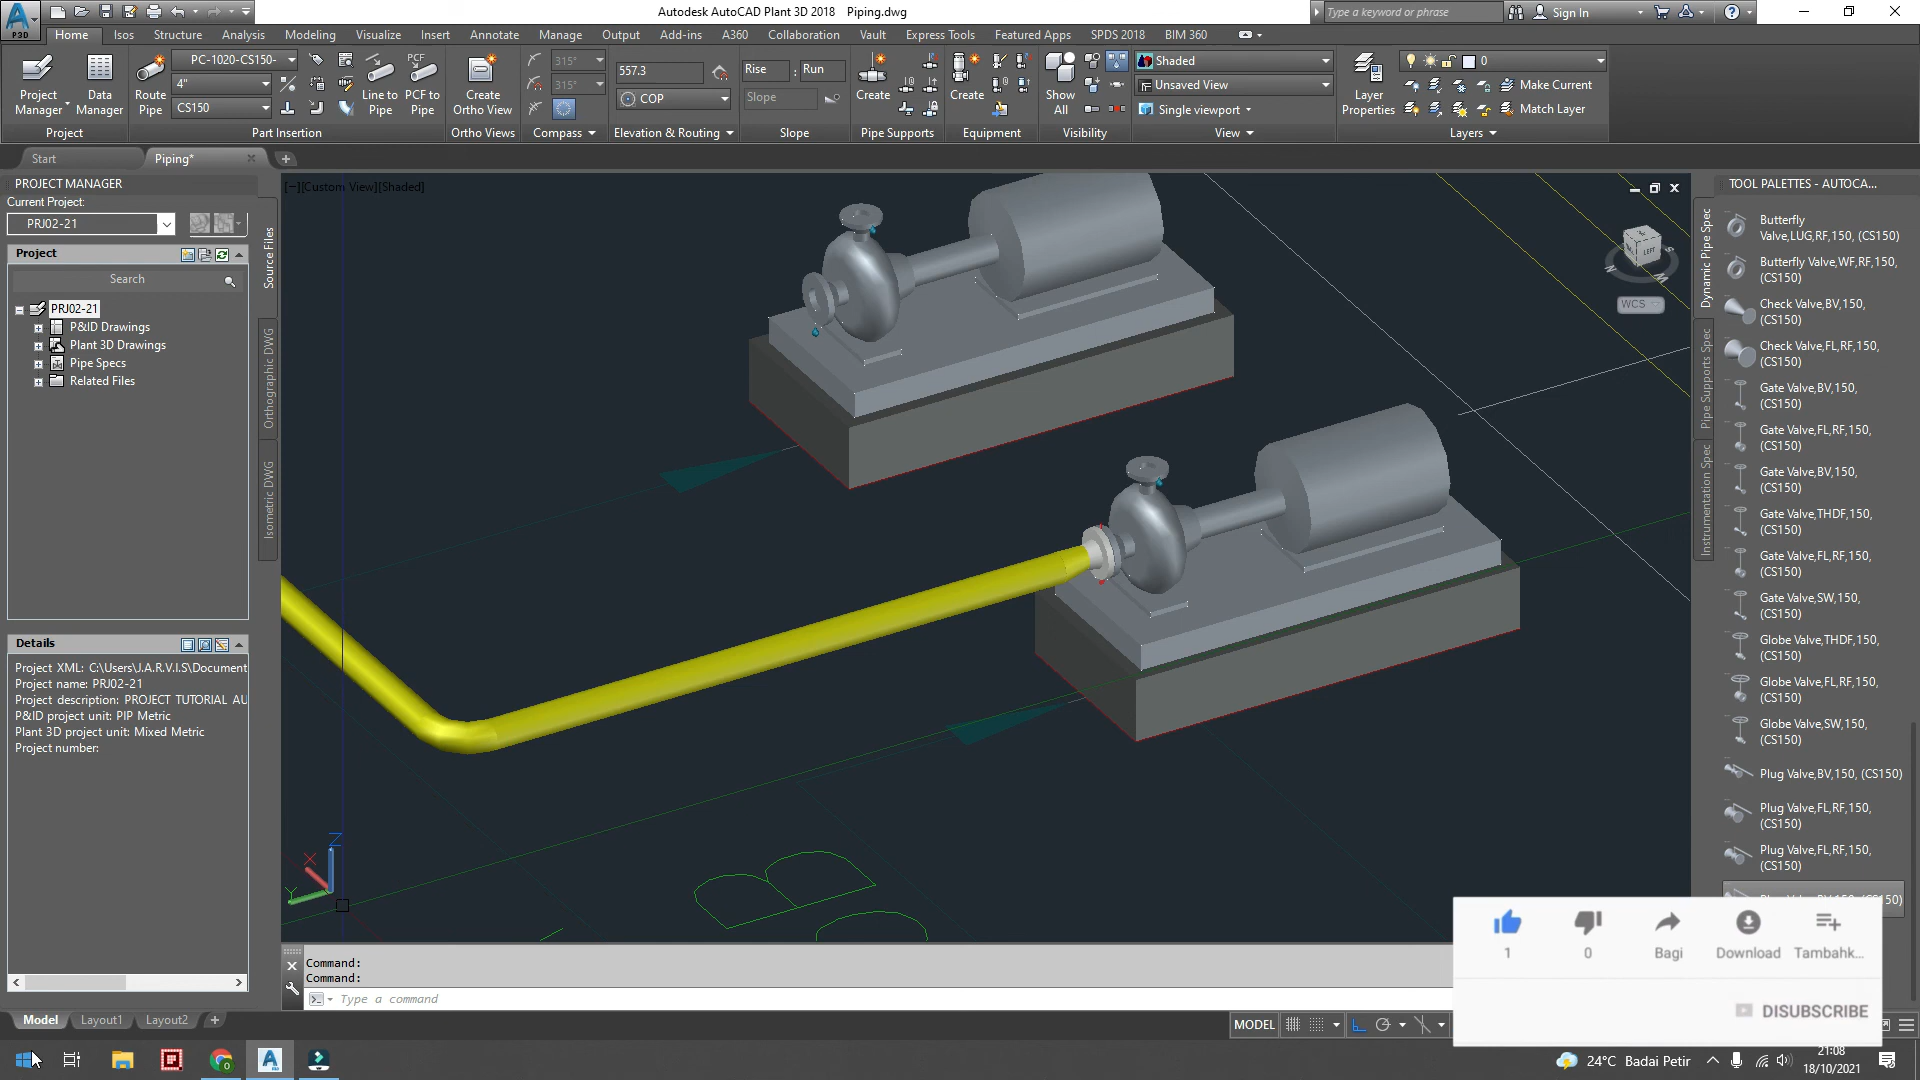 P3D
Autodesk AutoCAD Plant 3D 2018 Piping.dwg
Type a keyword or phrase
Sign In
Home Isos Structure Analysis Modeling Visualize Insert Annotate Manage Output Add-ins A360 Collaboration Vault Express Tools Featured Apps SPDS 2018 BIM 360
Project Manager
Data Manager
Project
Route Pipe
PC-1020-CS150-
4"
CS150
Line to Pipe
PCF
PCF to Pipe
Part Insertion
Create Ortho View
Ortho Views
315°
315°
Compass
557.3
COP
Elevation & Routing
Rise : Run
Slope
Slope
Create
Pipe Supports
Create
Equipment
Show All
Visibility
Shaded
Unsaved View
Single viewport
View
Layer Properties
0
Make Current
Match Layer
Layers
Start
Piping*
PROJECT MANAGER
Current Project:
PRJ02-21
Project
Search
PRJ02-21
P&ID Drawings
Plant 3D Drawings
Pipe Specs
Related Files
Source Files
Orthographic DWG
Isometric DWG
Details
Project XML: C:\Users\J.A.R.V.I.S\Document
Project name: PRJ02-21
Project description: PROJECT TUTORIAL AU
P&ID project unit: PIP Metric
Plant 3D project unit: Mixed Metric
Project number:
[−][Custom View][Shaded]
LEFT
WCS
Z
X
Y
TOOL PALETTES - AUTOCA...
Dynamic Pipe Spec
Pipe Supports Spec
Instrumentation Spec
Butterfly
Valve,LUG,RF,150, (CS150)
Butterfly Valve,WF,RF,150,
(CS150)
Check Valve,BV,150,
(CS150)
Check Valve,FL,RF,150,
(CS150)
Gate Valve,BV,150,
(CS150)
Gate Valve,FL,RF,150,
(CS150)
Gate Valve,BV,150,
(CS150)
Gate Valve,THDF,150,
(CS150)
Gate Valve,FL,RF,150,
(CS150)
Gate Valve,SW,150,
(CS150)
Globe Valve,THDF,150,
(CS150)
Globe Valve,FL,RF,150,
(CS150)
Globe Valve,SW,150,
(CS150)
Plug Valve,BV,150, (CS150)
Plug Valve,FL,RF,150,
(CS150)
Plug Valve,FL,RF,150,
(CS150)
Command:
Command:
Type a command
1 0 Bagi Download Tambahk...
DISUBSCRIBE
Model Layout1 Layout2
MODEL
24°C Badai Petir
21:08
18/10/2021